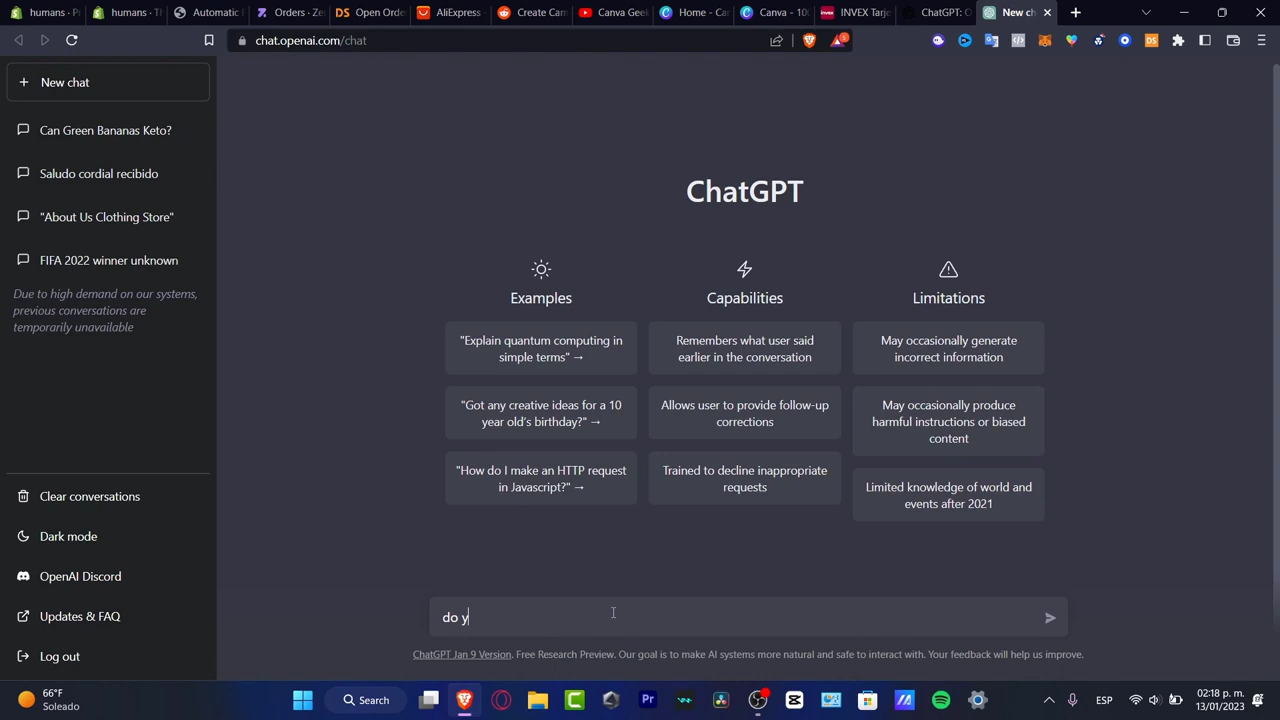 humans - P
humans - Th
Automatic
Orders - Ze
Open Orde
AliExpress
Create Cam
Canva Geek
Home - Can
Canva - 100
INVEX Tarje
ChatGPT: O
New ch
chat.openai.com/chat
New chat
Can Green Bananas Keto?
Saludo cordial recibido
"About Us Clothing Store"
FIFA 2022 winner unknown
Due to high demand on our systems,
previous conversations are
temporarily unavailable
Clear conversations
Dark mode
OpenAI Discord
Updates & FAQ
Log out
ChatGPT
Examples
"Explain quantum computing in
simple terms" →
"Got any creative ideas for a 10
year old's birthday?" →
"How do I make an HTTP request
in Javascript?" →
Capabilities
Remembers what user said
earlier in the conversation
Allows user to provide follow-up
corrections
Trained to decline inappropriate
requests
Limitations
May occasionally generate
incorrect information
May occasionally produce
harmful instructions or biased
content
Limited knowledge of world and
events after 2021
do y
ChatGPT Jan 9 Version. Free Research Preview. Our goal is to make AI systems more natural and safe to interact with. Your feedback will help us improve.
66°F
Soleado
Search
ESP
02:18 p. m.
13/01/2023